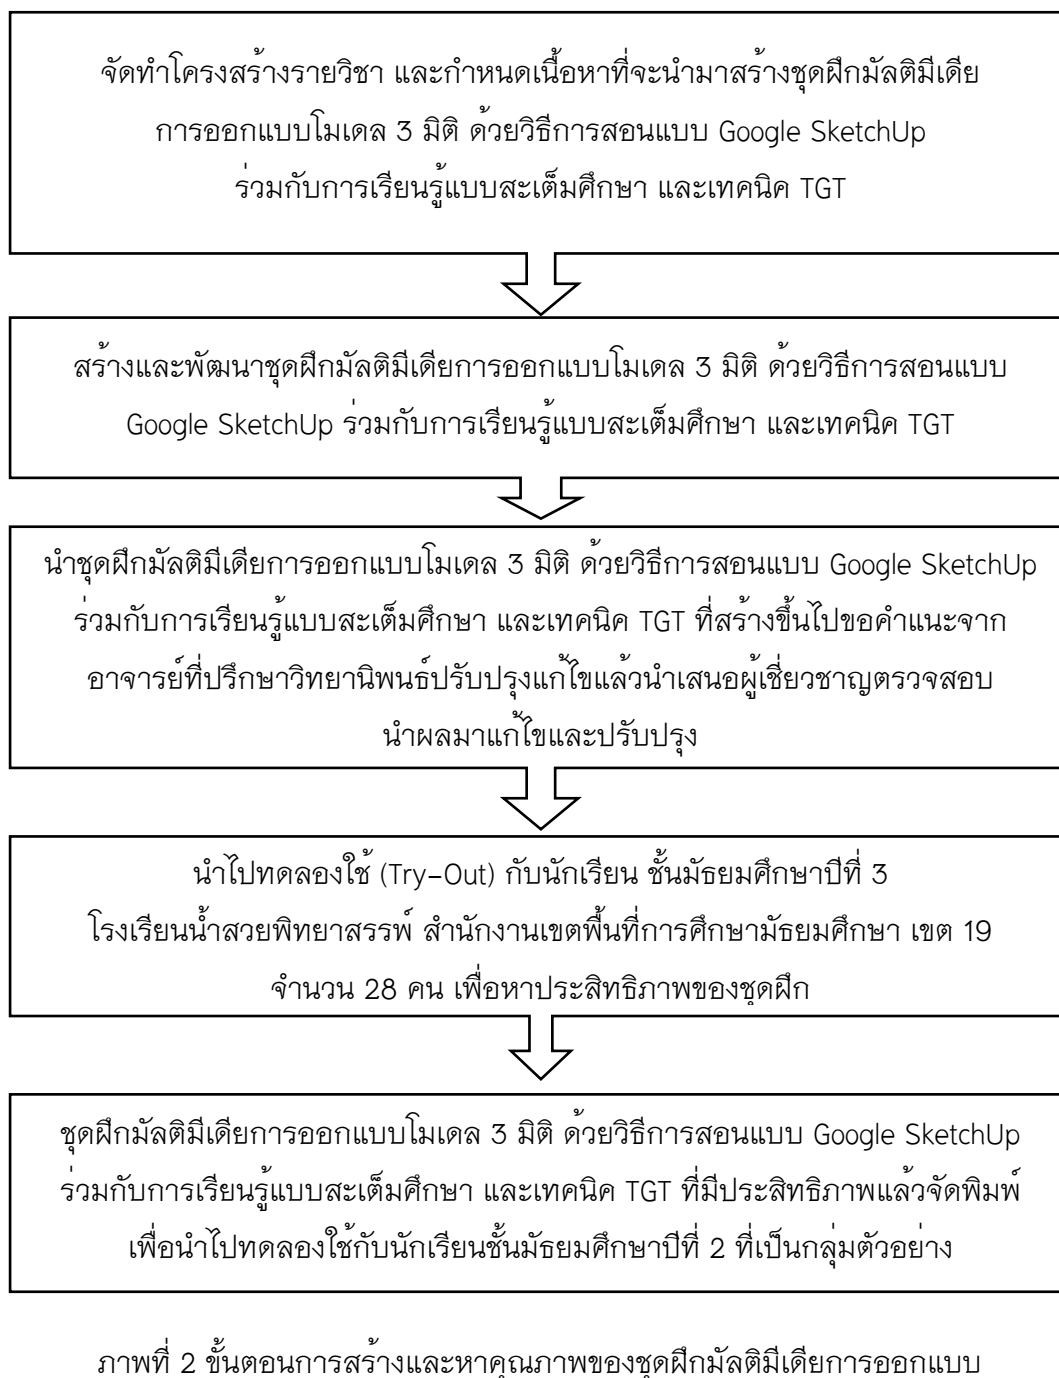 จัดทำโครงสร้างรายวิชา และกำหนดเนื้อหาที่จะนำมาสร้างชุดฝึกมัลติมีเดีย
การออกแบบโมเดล 3 มิติ ด้วยวิธีการสอนแบบ Google SketchUp
ร่วมกับการเรียนรู้แบบสะเต็มศึกษา และเทคนิค TGT
สร้างและพัฒนาชุดฝึกมัลติมีเดียการออกแบบโมเดล 3 มิติ ด้วยวิธีการสอนแบบ
Google SketchUp ร่วมกับการเรียนรู้แบบสะเต็มศึกษา และเทคนิค TGT
นำชุดฝึกมัลติมีเดียการออกแบบโมเดล 3 มิติ ด้วยวิธีการสอนแบบ Google SketchUp
ร่วมกับการเรียนรู้แบบสะเต็มศึกษา และเทคนิค TGT ที่สร้างขึ้นไปขอคำแนะจาก
อาจารย์ที่ปรึกษาวิทยานิพนธ์ปรับปรุงแก้ไขแล้วนำเสนอผู้เชี่ยวชาญตรวจสอบ
นำผลมาแก้ไขและปรับปรุง
นำไปทดลองใช้ (Try-Out) กับนักเรียน ชั้นมัธยมศึกษาปีที่ 3
โรงเรียนน้ำสวยพิทยาสรรพ์ สำนักงานเขตพื้นที่การศึกษามัธยมศึกษา เขต 19
จำนวน 28 คน เพื่อหาประสิทธิภาพของชุดฝึก
ชุดฝึกมัลติมีเดียการออกแบบโมเดล 3 มิติ ด้วยวิธีการสอนแบบ Google SketchUp
ร่วมกับการเรียนรู้แบบสะเต็มศึกษา และเทคนิค TGT ที่มีประสิทธิภาพแล้วจัดพิมพ์
เพื่อนำไปทดลองใช้กับนักเรียนชั้นมัธยมศึกษาปีที่ 2 ที่เป็นกลุ่มตัวอย่าง
ภาพที่ 2 ขั้นตอนการสร้างและหาคุณภาพของชุดฝึกมัลติมีเดียการออกแบบ